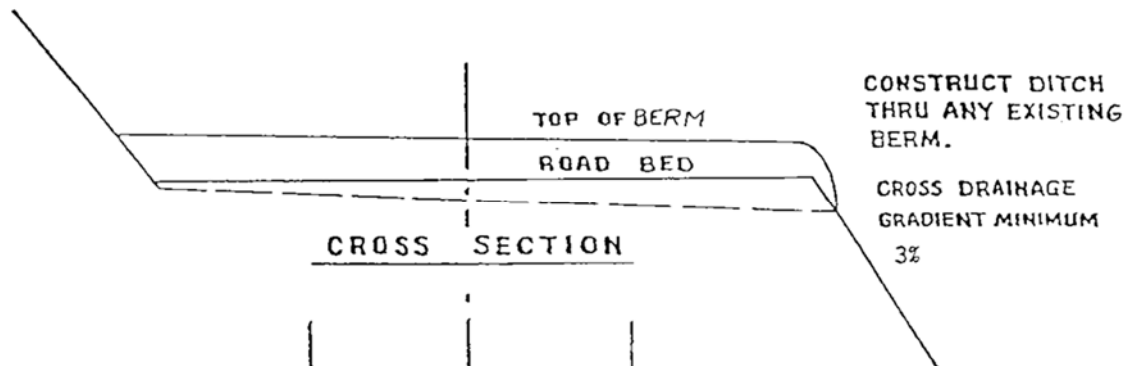 CONSTRUCT DITCH
THRU ANY EXISTING
BERM.
TOP OF BERM
ROAD BED
CROSS DRAINAGE
GRADIENT MINIMUM
3%
CROSS SECTION